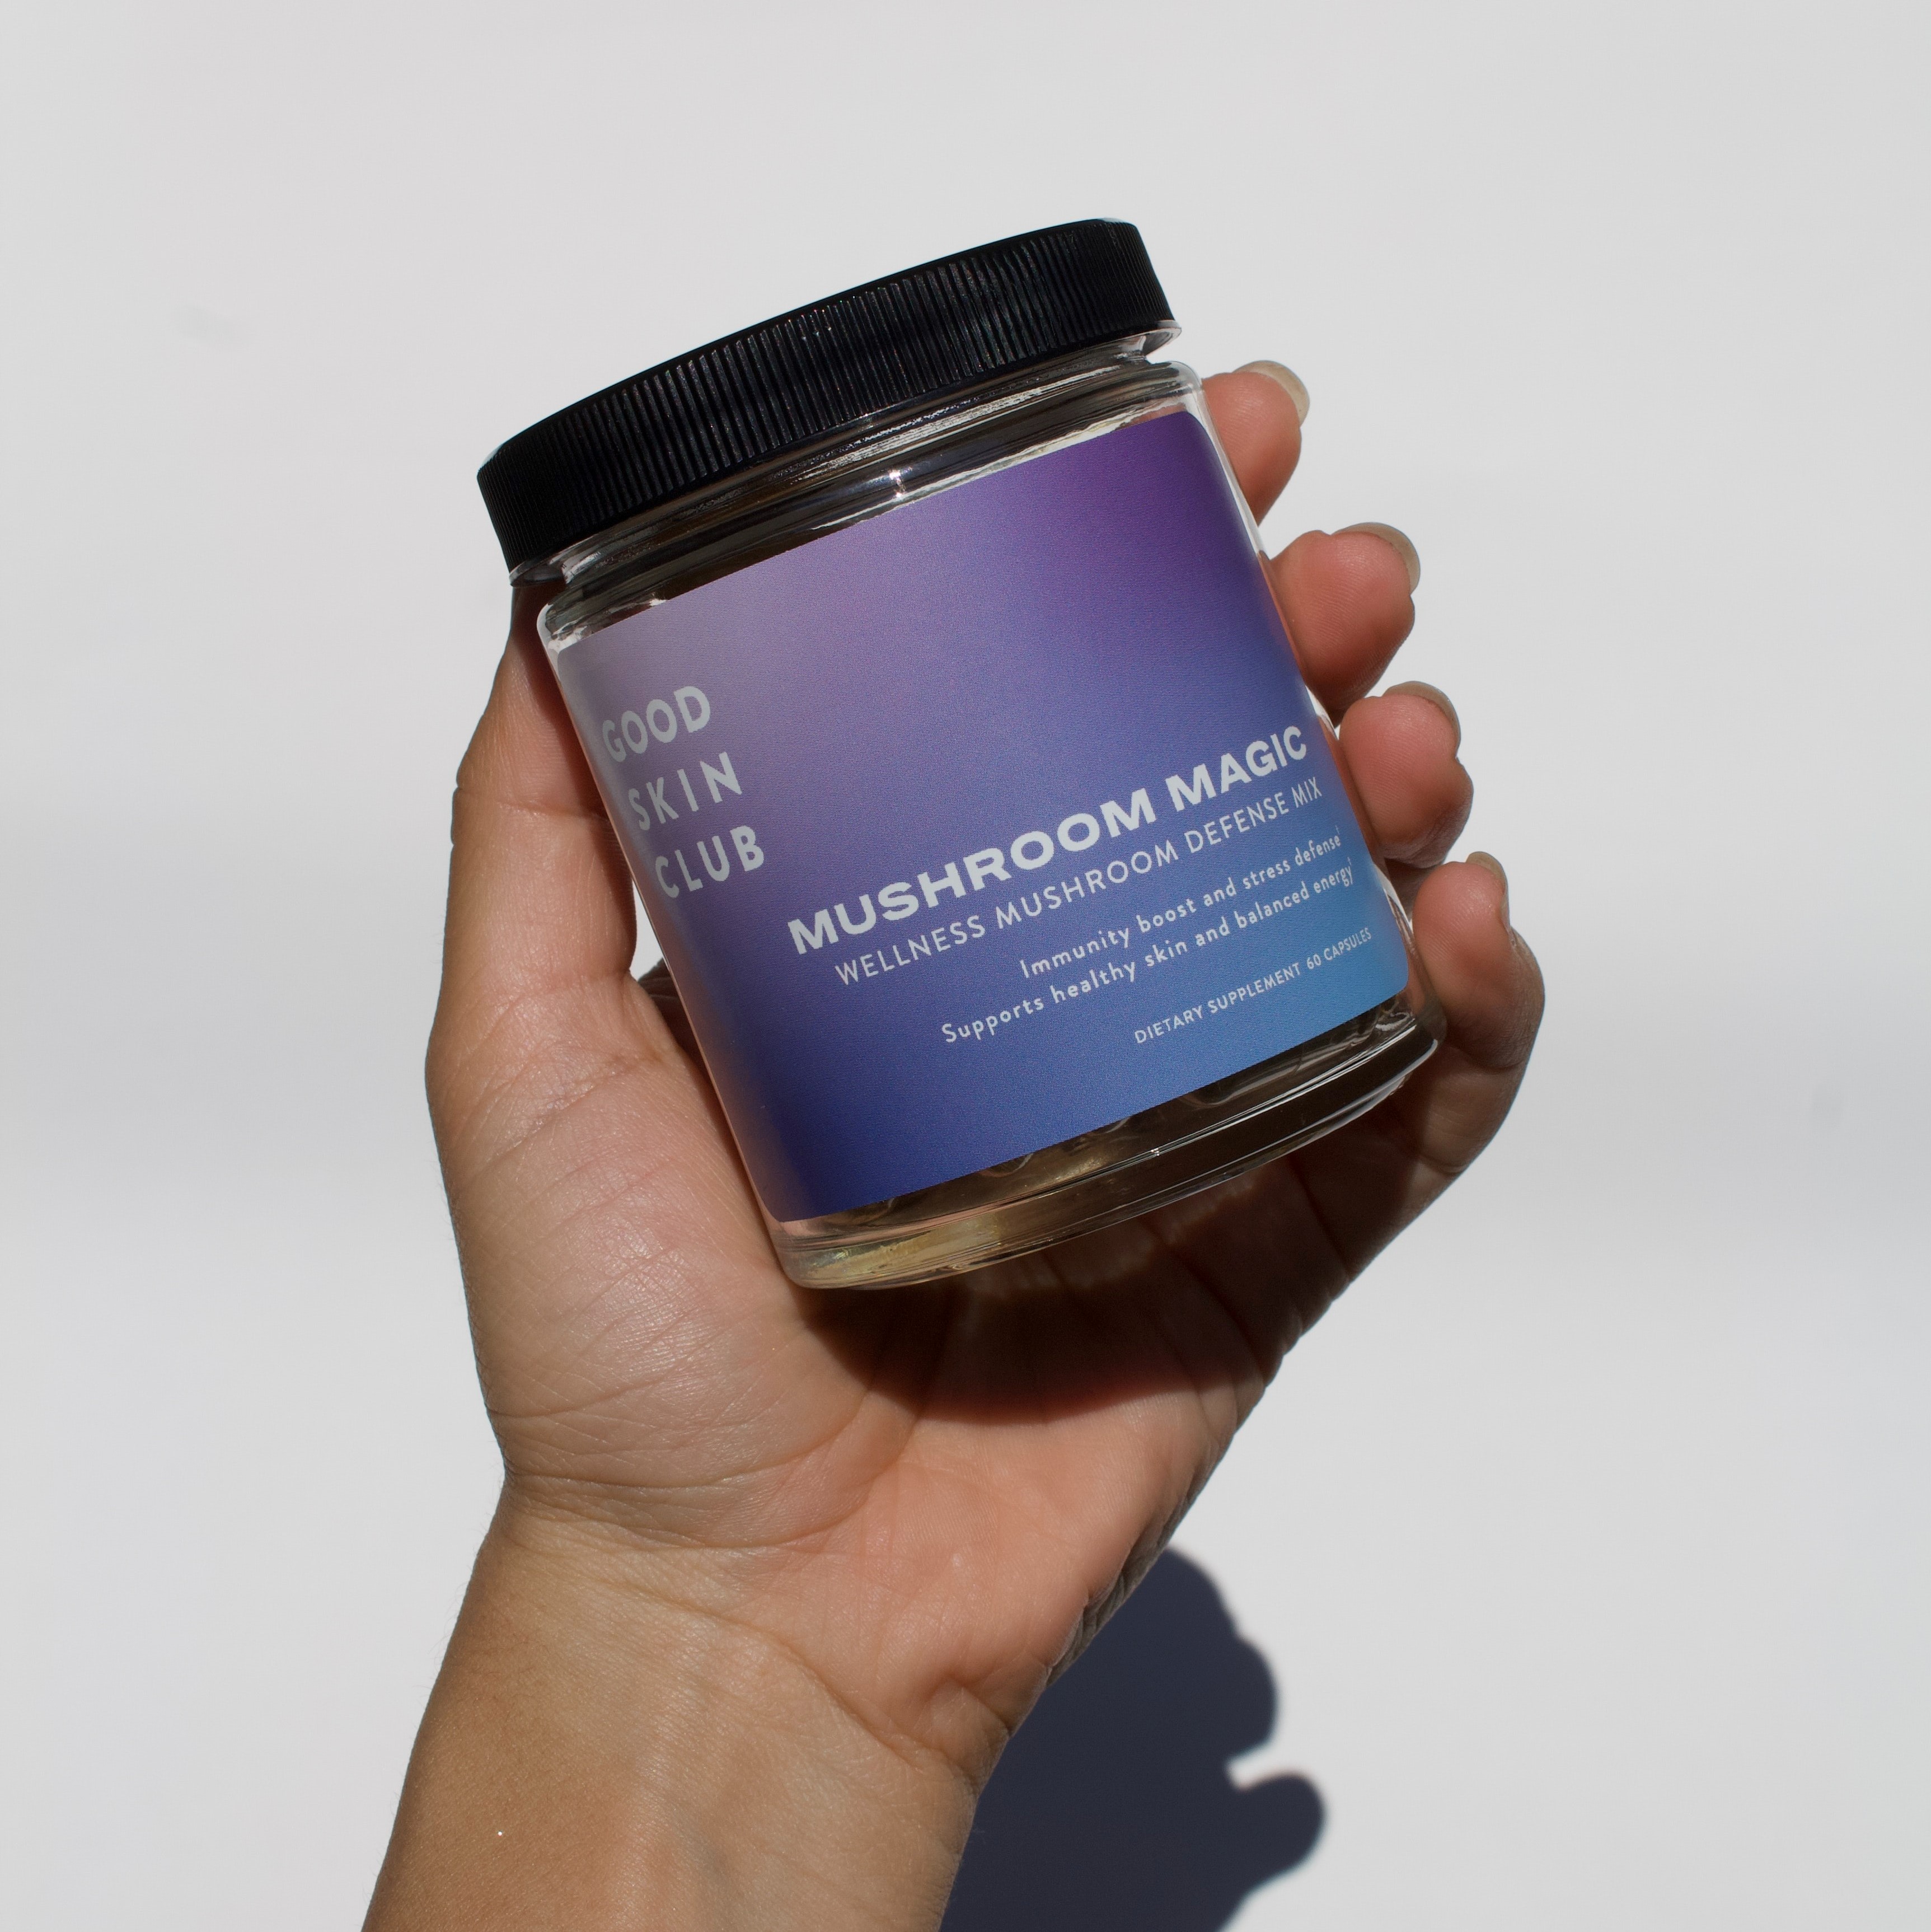 GOOD
SKIN
CLUB
MUSHROOM MAGIC
WELLNESS MUSHROOM DEFENSE MIX
Immunity boost and stress defense†
Supports healthy skin and balanced energy†
DIETARY SUPPLEMENT 60 CAPSULES